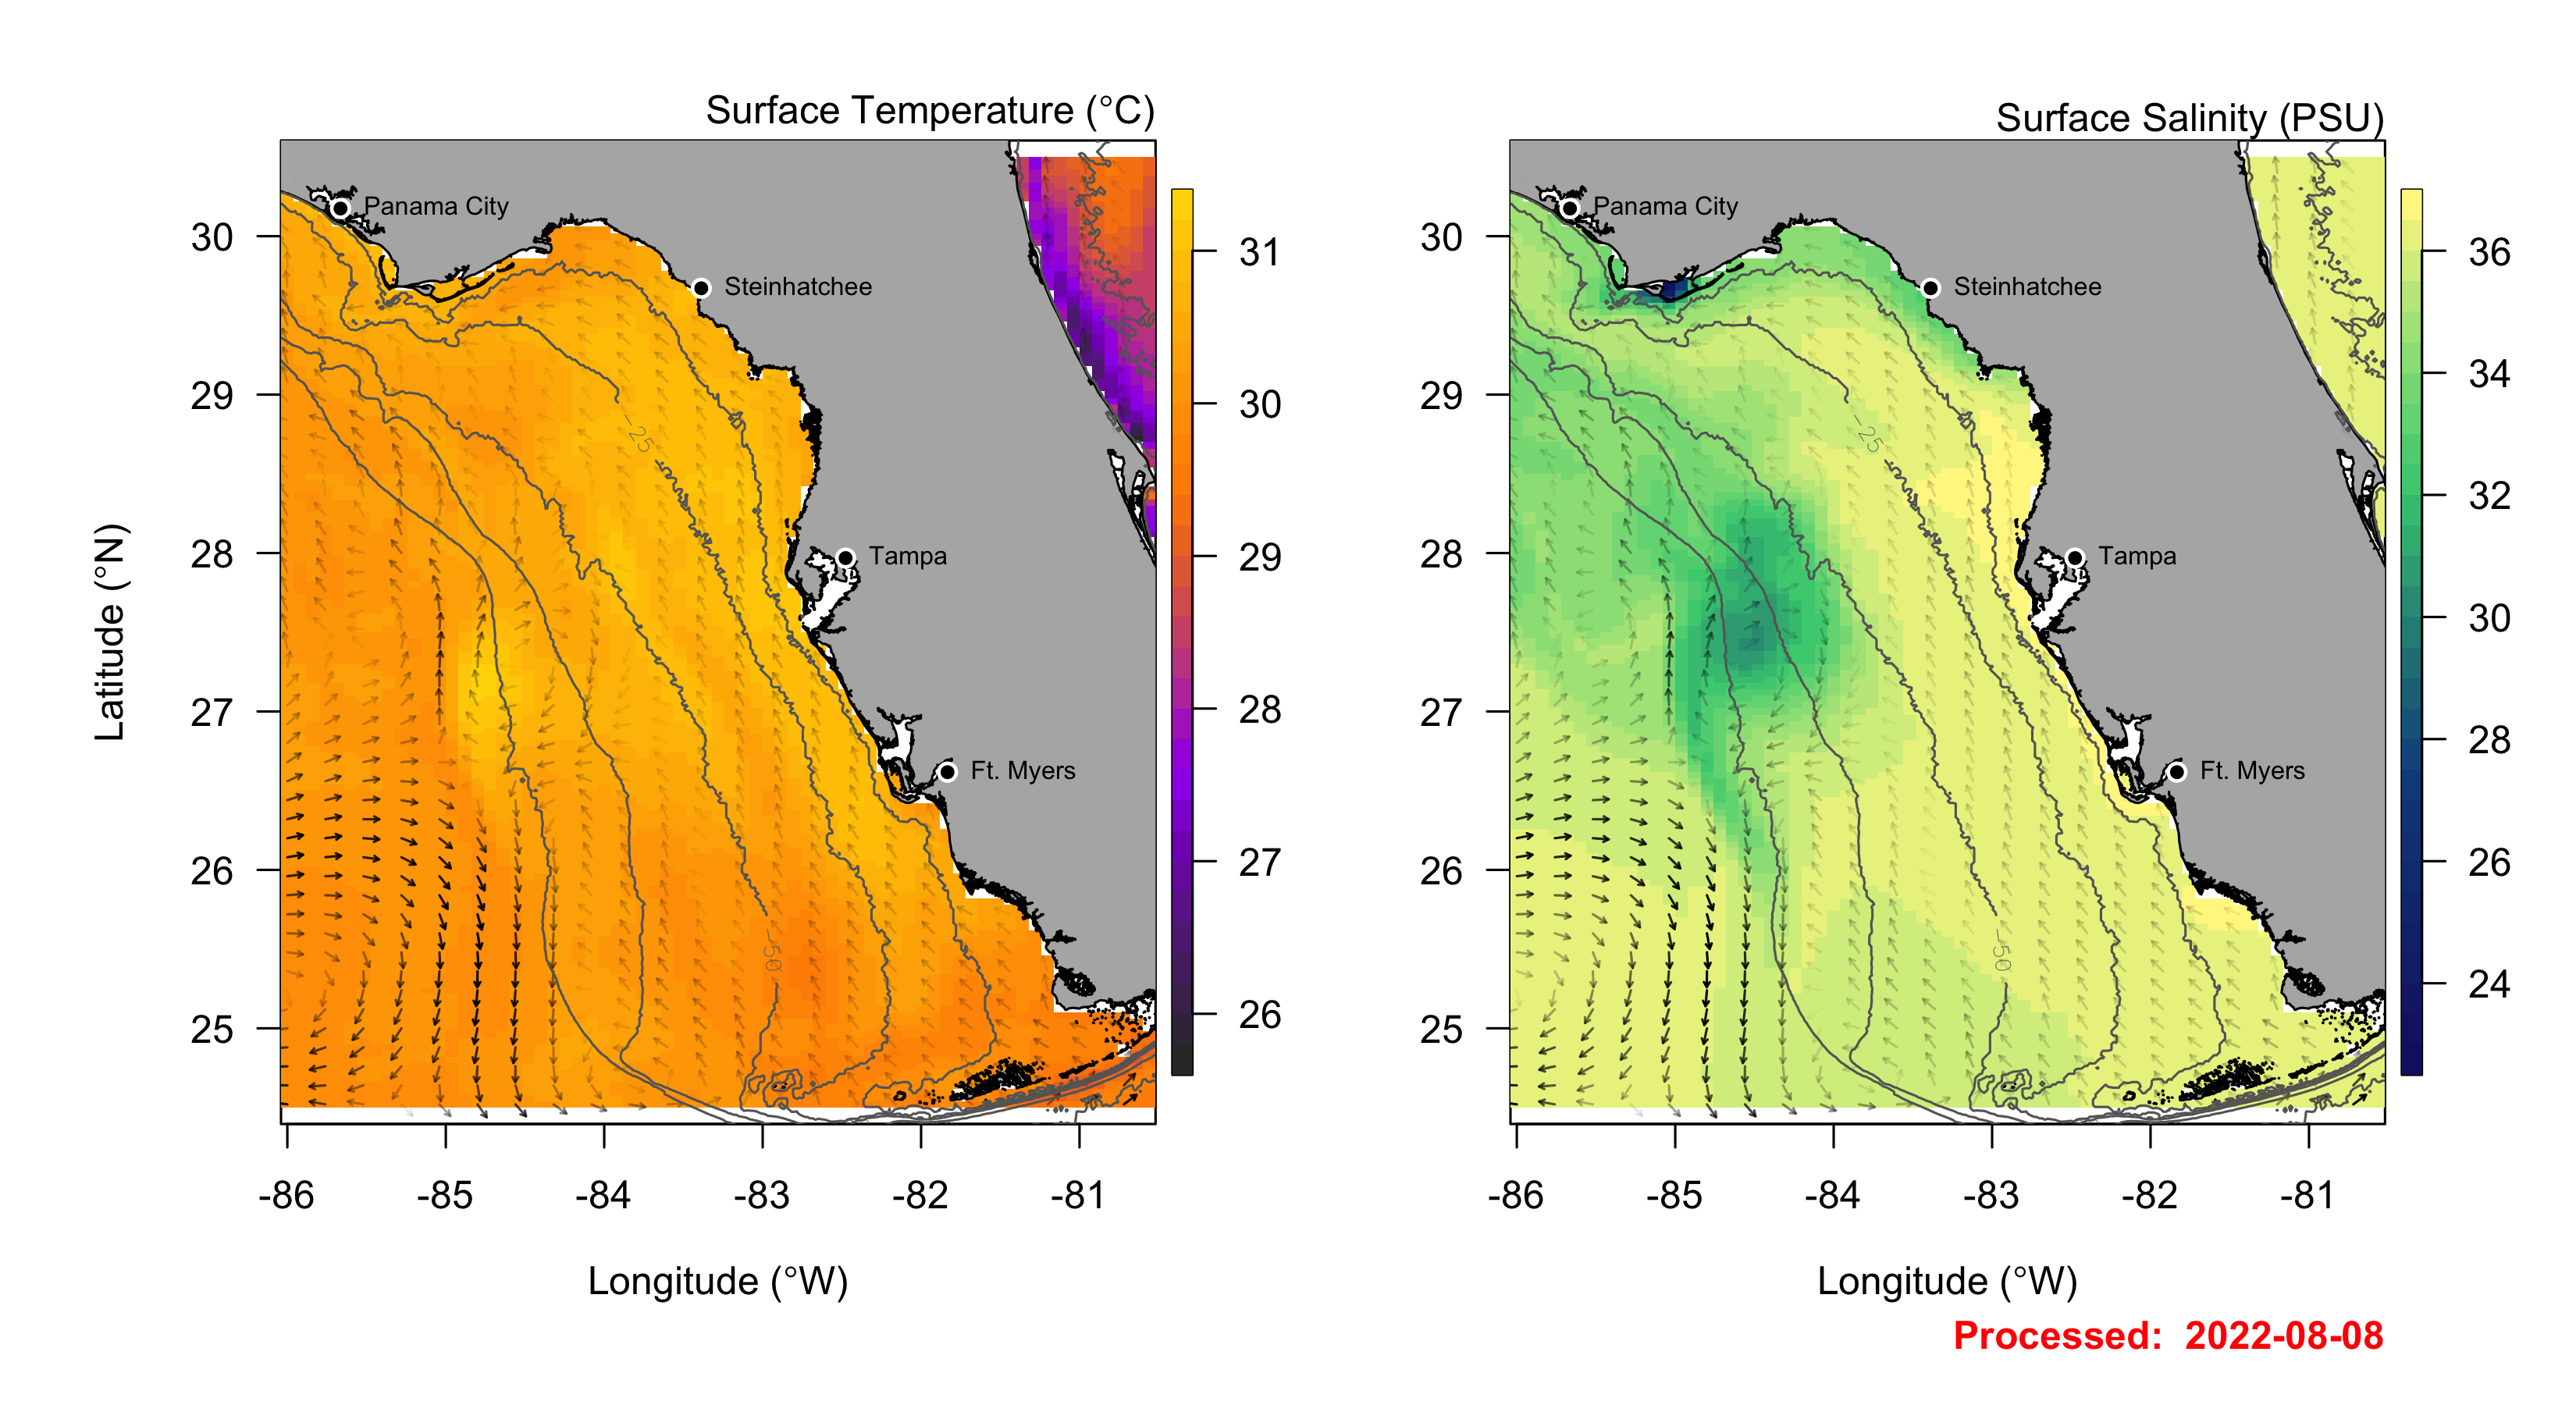 Surface Temperature (°C)
Panama City
Steinhatchee
Tampa
Ft. Myers
-25
-50
30
29
28
27
26
25
Latitude (°N)
-86 -85 -84 -83 -82 -81
Longitude (°W)
31
30
29
28
27
26
Surface Salinity (PSU)
Panama City
Steinhatchee
Tampa
Ft. Myers
-25
-50
30
29
28
27
26
25
-86 -85 -84 -83 -82 -81
Longitude (°W)
36
34
32
30
28
26
24
Processed: 2022-08-08